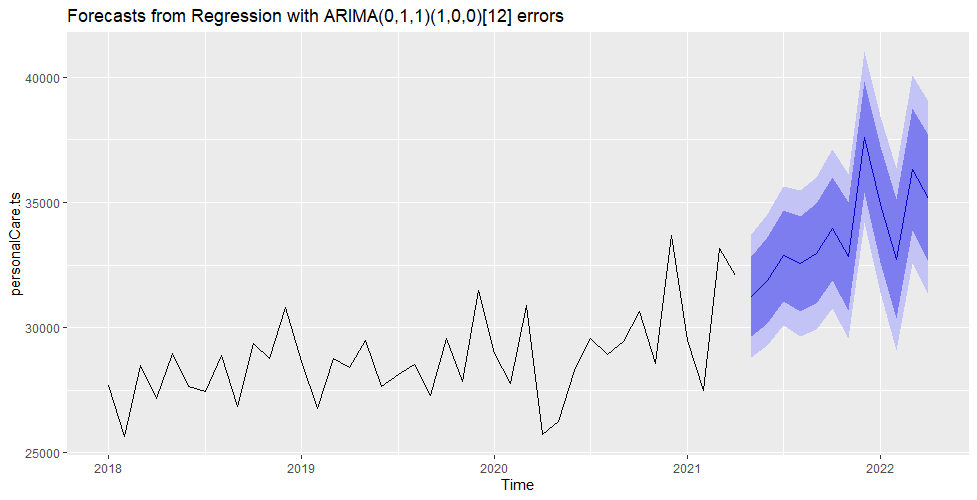 Forecasts from Regression with ARIMA(0,1,1)(1,0,0)[12] errors
personalCare.ts
40000
35000
30000
25000
2018 2019 2020 2021 2022
Time